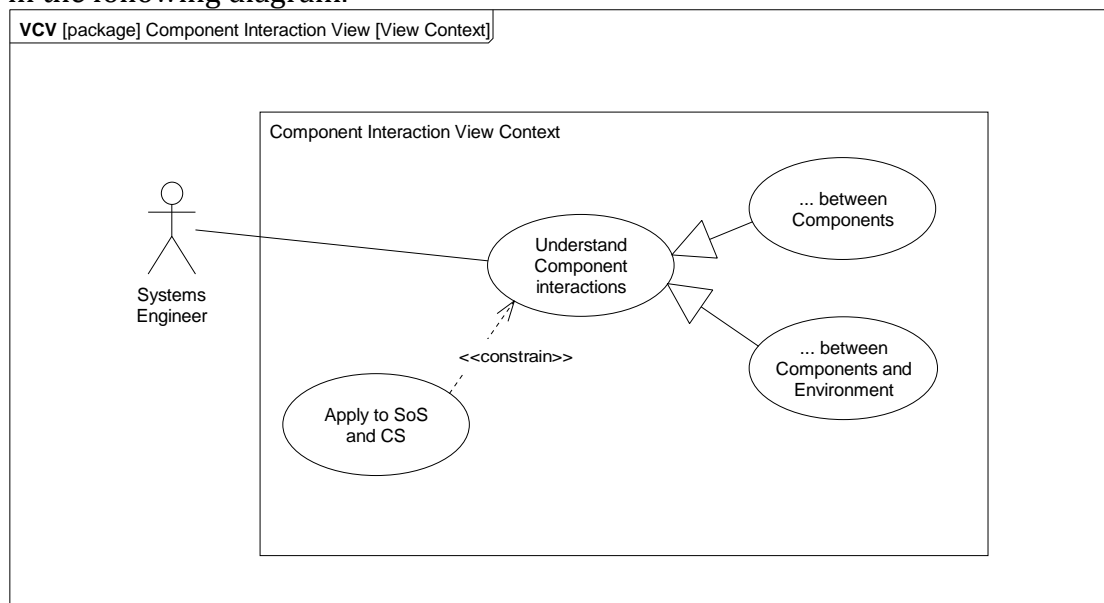 in the following diagram:
VCV [package] Component Interaction View [View Context]
Component Interaction View Context
... between
Components
Understand
Component
interactions
Systems
Engineer
... between
Components and
Environment
<<constrain>>
Apply to SoS
and CS